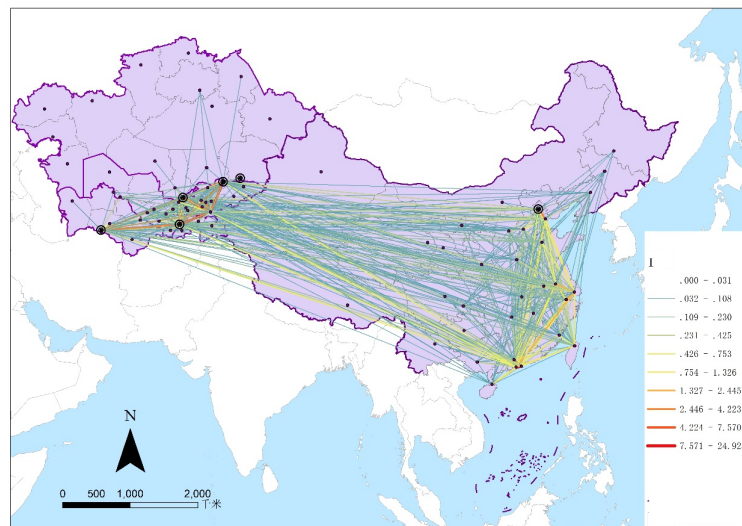 I
.000 - .031
.032 - .108
.109 - .230
.231 - .425
.426 - .753
.754 - 1.326
1.327 - 2.445
2.446 - 4.223
4.224 - 7.570
7.571 - 24.92
N
0 500 1,000 2,000
千米